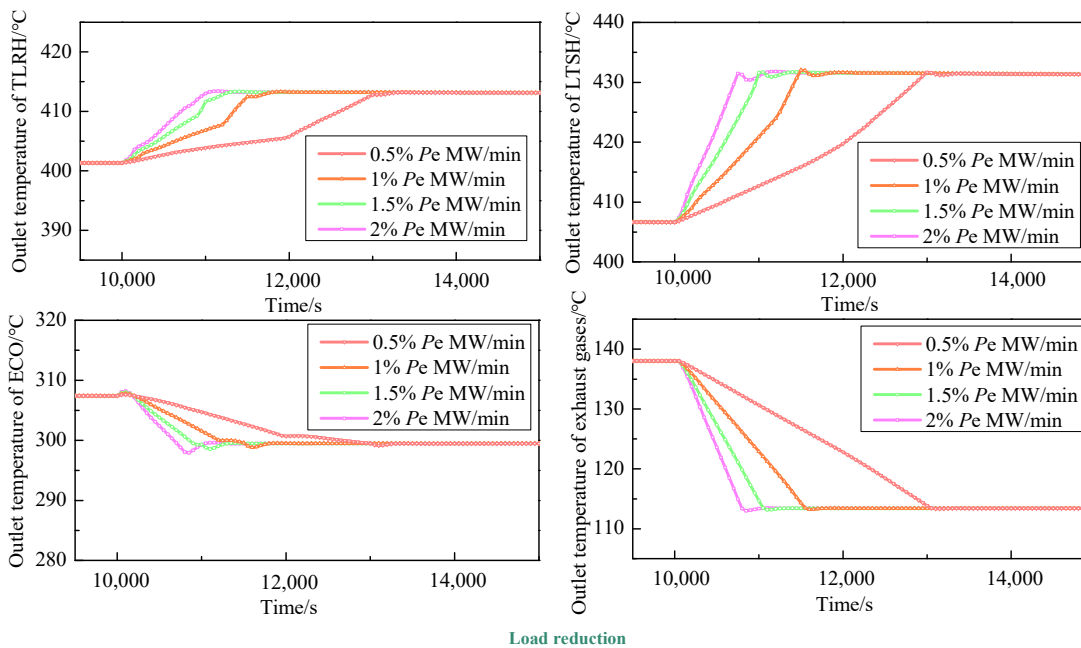 Outlet temperature of TLRH/°C
420
410
400
390
0.5% Pe MW/min
1% Pe MW/min
1.5% Pe MW/min
2% Pe MW/min
10,000 12,000 14,000
Time/s
Outlet temperature of LTSH/°C
440
430
420
410
400
0.5% Pe MW/min
1% Pe MW/min
1.5% Pe MW/min
2% Pe MW/min
10,000 12,000 14,000
Time/s
Outlet temperature of ECO/°C
320
310
300
290
280
0.5% Pe MW/min
1% Pe MW/min
1.5% Pe MW/min
2% Pe MW/min
10,000 12,000 14,000
Time/s
Outlet temperature of exhaust gases/°C
140
130
120
110
0.5% Pe MW/min
1% Pe MW/min
1.5% Pe MW/min
2% Pe MW/min
10,000 12,000 14,000
Time/s
Load reduction